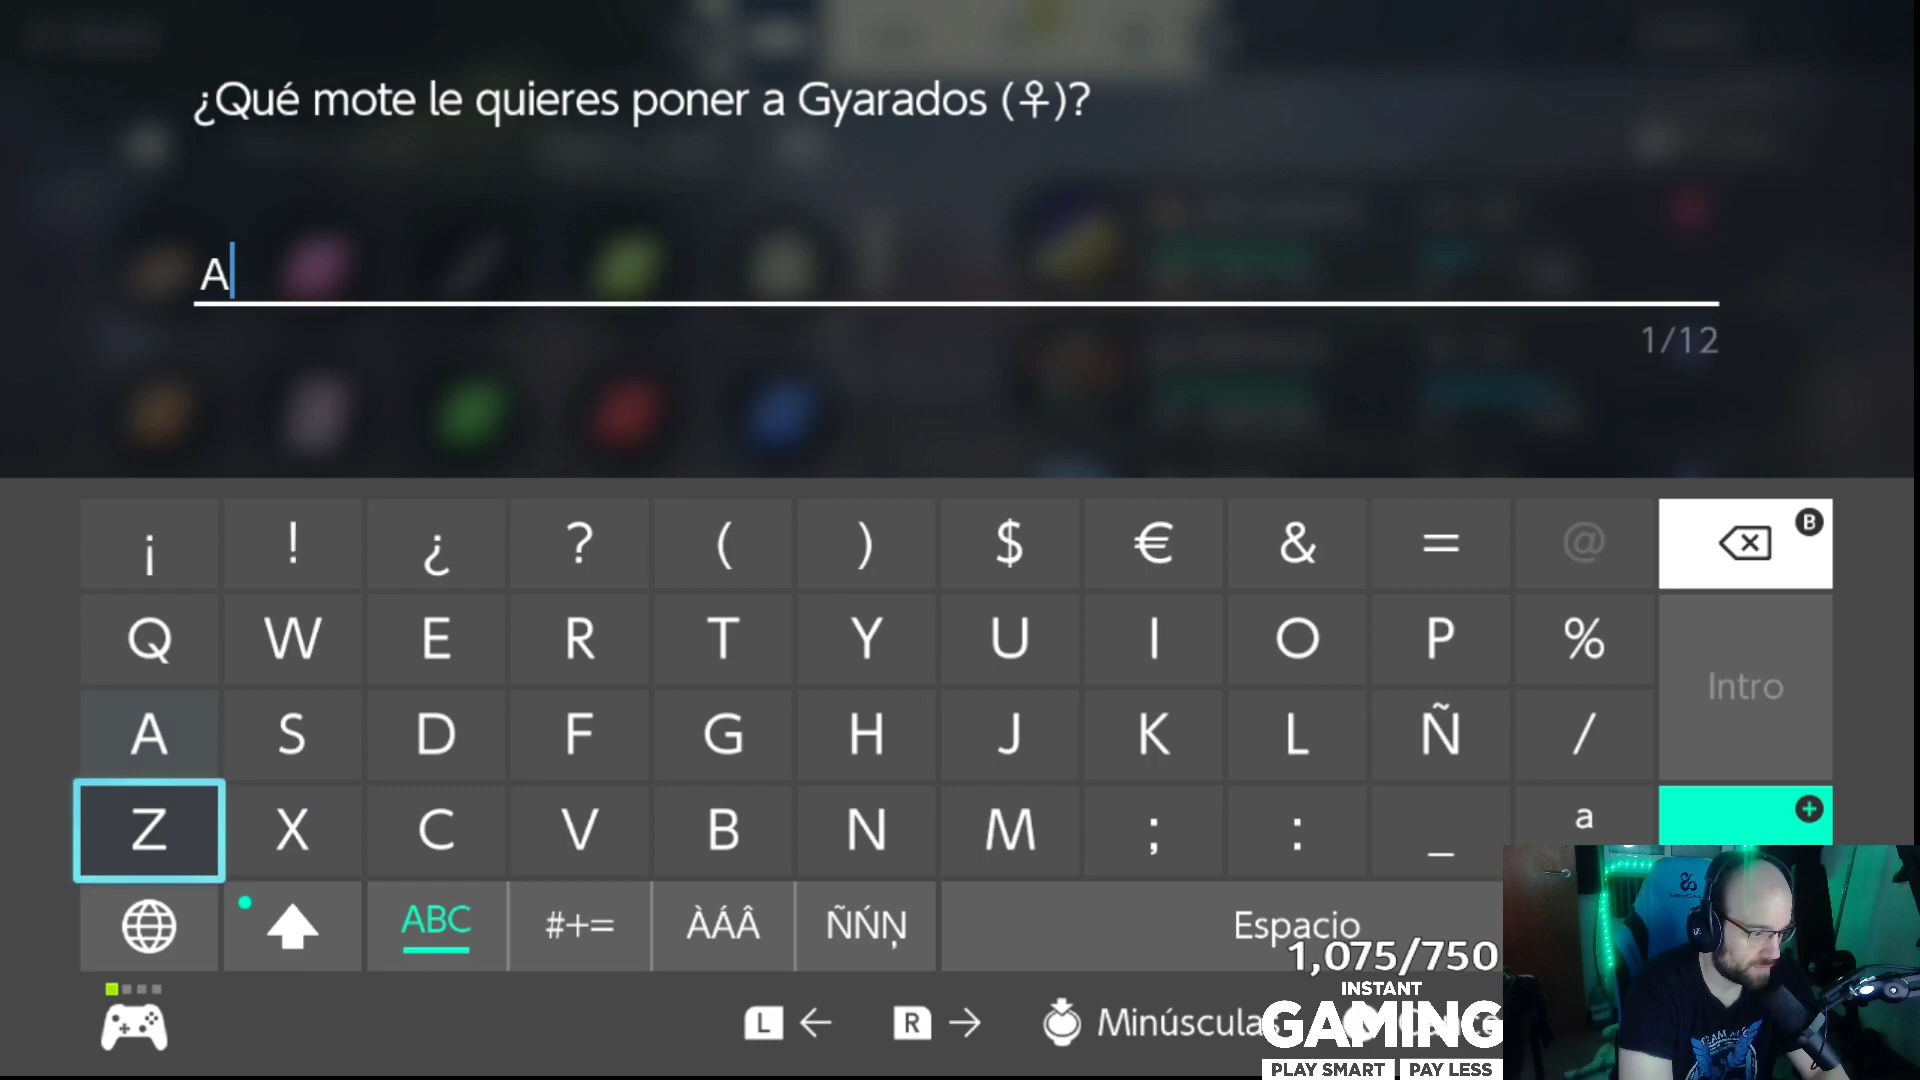 ¿Qué mote le quieres poner a Gyarados (♀)?
A
1/12
¡ ! ¿ ? ( ) $ € & = @ B
Q W E R T Y U I O P %
Intro
A S D F G H J K L Ñ /
Z X C V B N M ; : _ ª +
ABC #+= ÀÁÂ ÑŃŅ Espacio
1,075/750
L ← R → Minúsculas
INSTANT
GAMING
PLAY SMART | PAY LESS